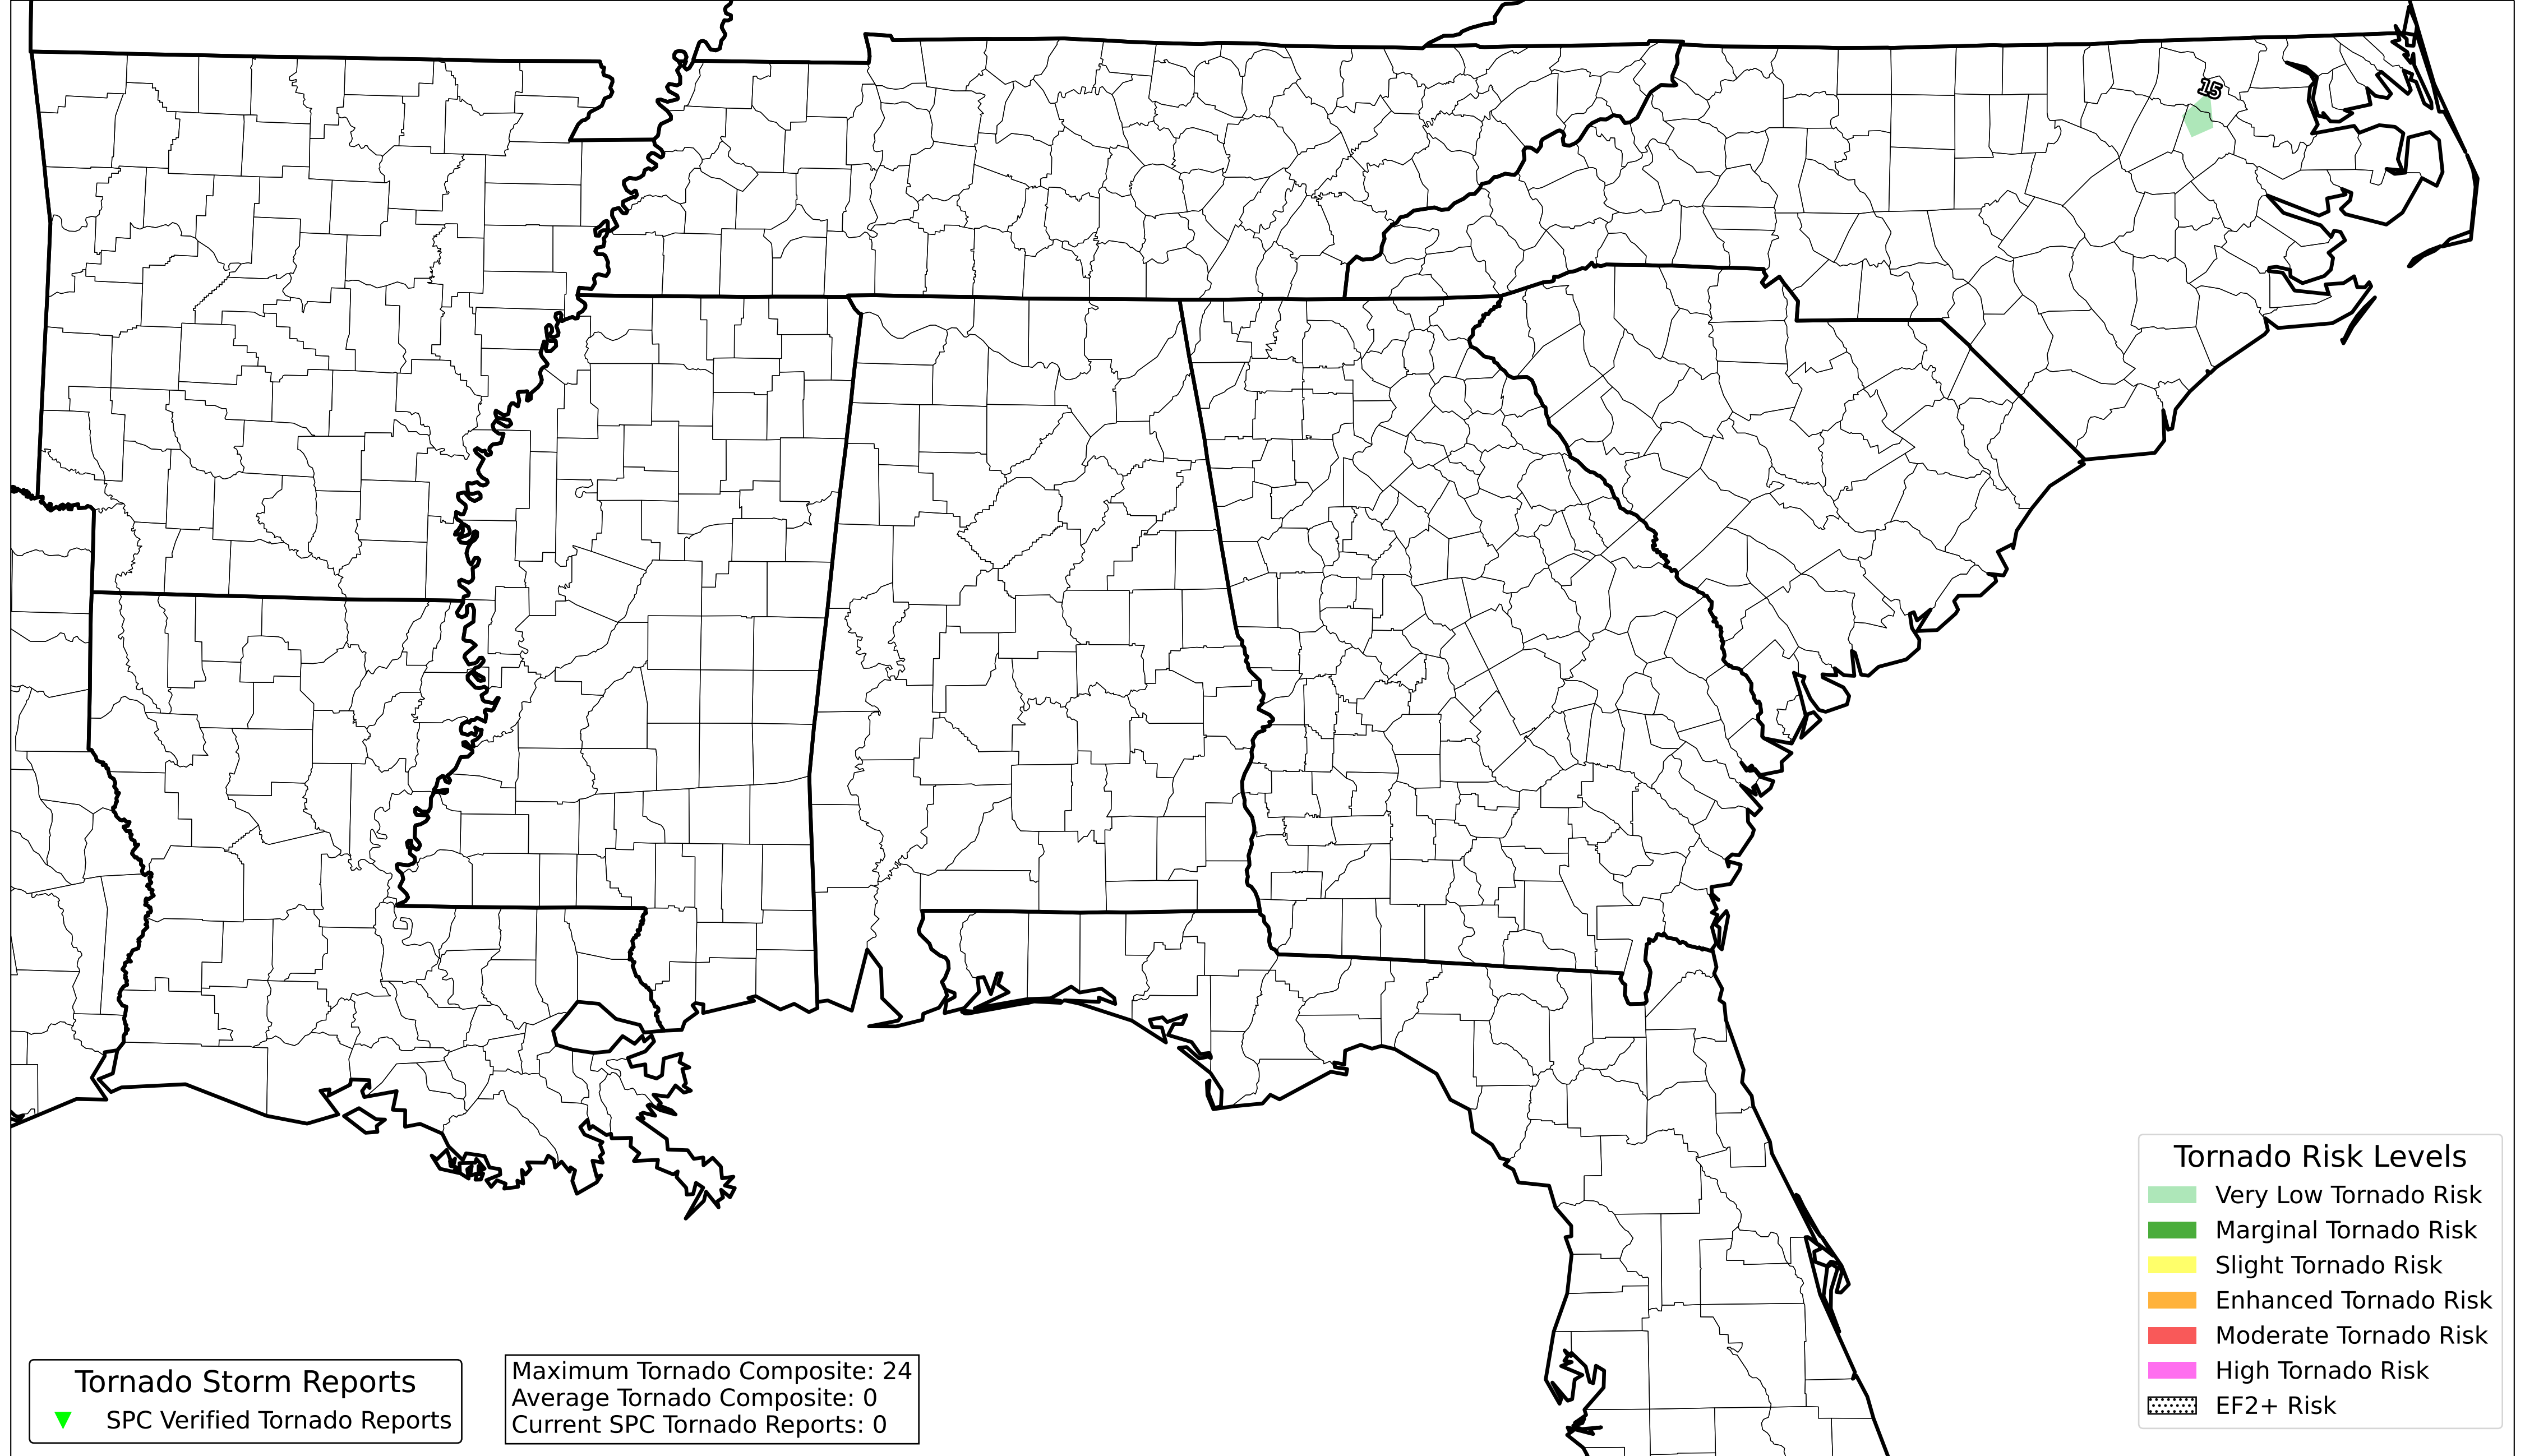 15
Tornado Risk Levels
Very Low Tornado Risk
Marginal Tornado Risk
Slight Tornado Risk
Enhanced Tornado Risk
Moderate Tornado Risk
High Tornado Risk
EF2+ Risk
Tornado Storm Reports
SPC Verified Tornado Reports
Maximum Tornado Composite: 24
Average Tornado Composite: 0
Current SPC Tornado Reports: 0